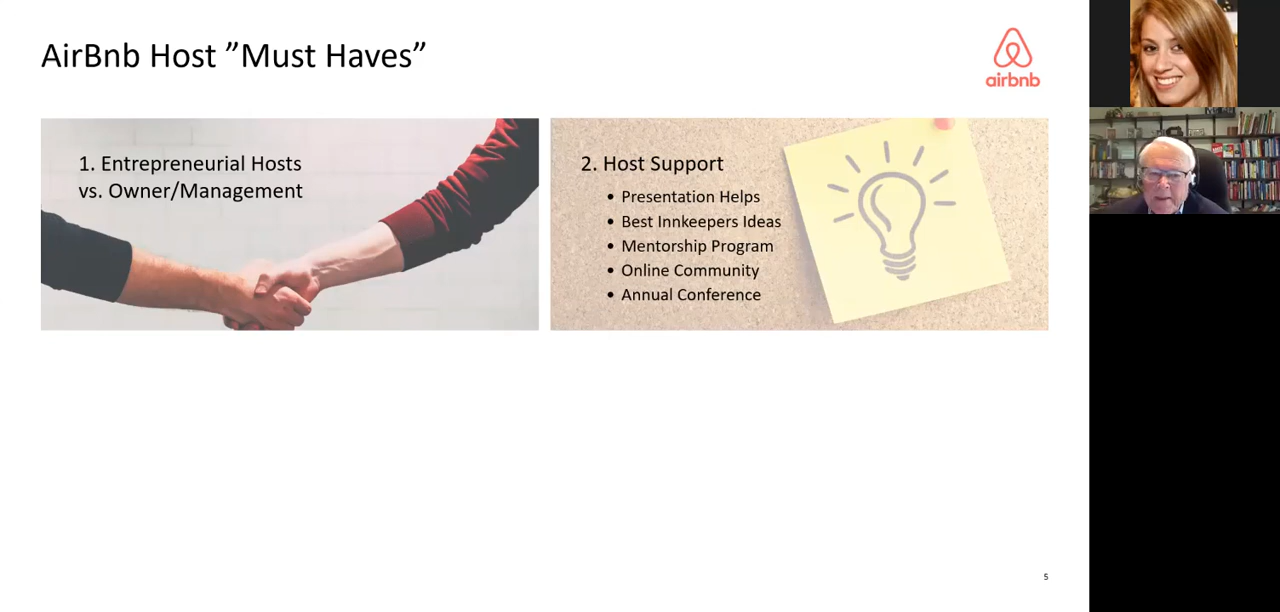 AirBnb Host ”Must Haves”
airbnb
1. Entrepreneurial Hosts
vs. Owner/Management
2. Host Support
• Presentation Helps
• Best Innkeepers Ideas
• Mentorship Program
• Online Community
• Annual Conference
5